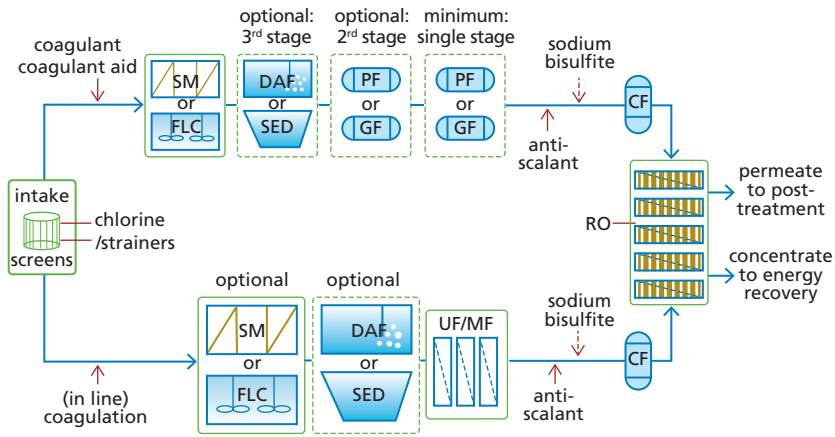 optional:
3rd stage
optional:
2rd stage
minimum:
single stage
coagulant
coagulant aid
sodium
bisulfite
SM
or
FLC
DAF
or
SED
PF
or
GF
PF
or
GF
CF
anti-
scalant
intake
chlorine
/strainers
screens
RO
permeate
to post-
treatment
concentrate
to energy
recovery
optional
optional
sodium
bisulfite
SM
or
FLC
DAF
or
SED
UF/MF
CF
(in line)
coagulation
anti-
scalant